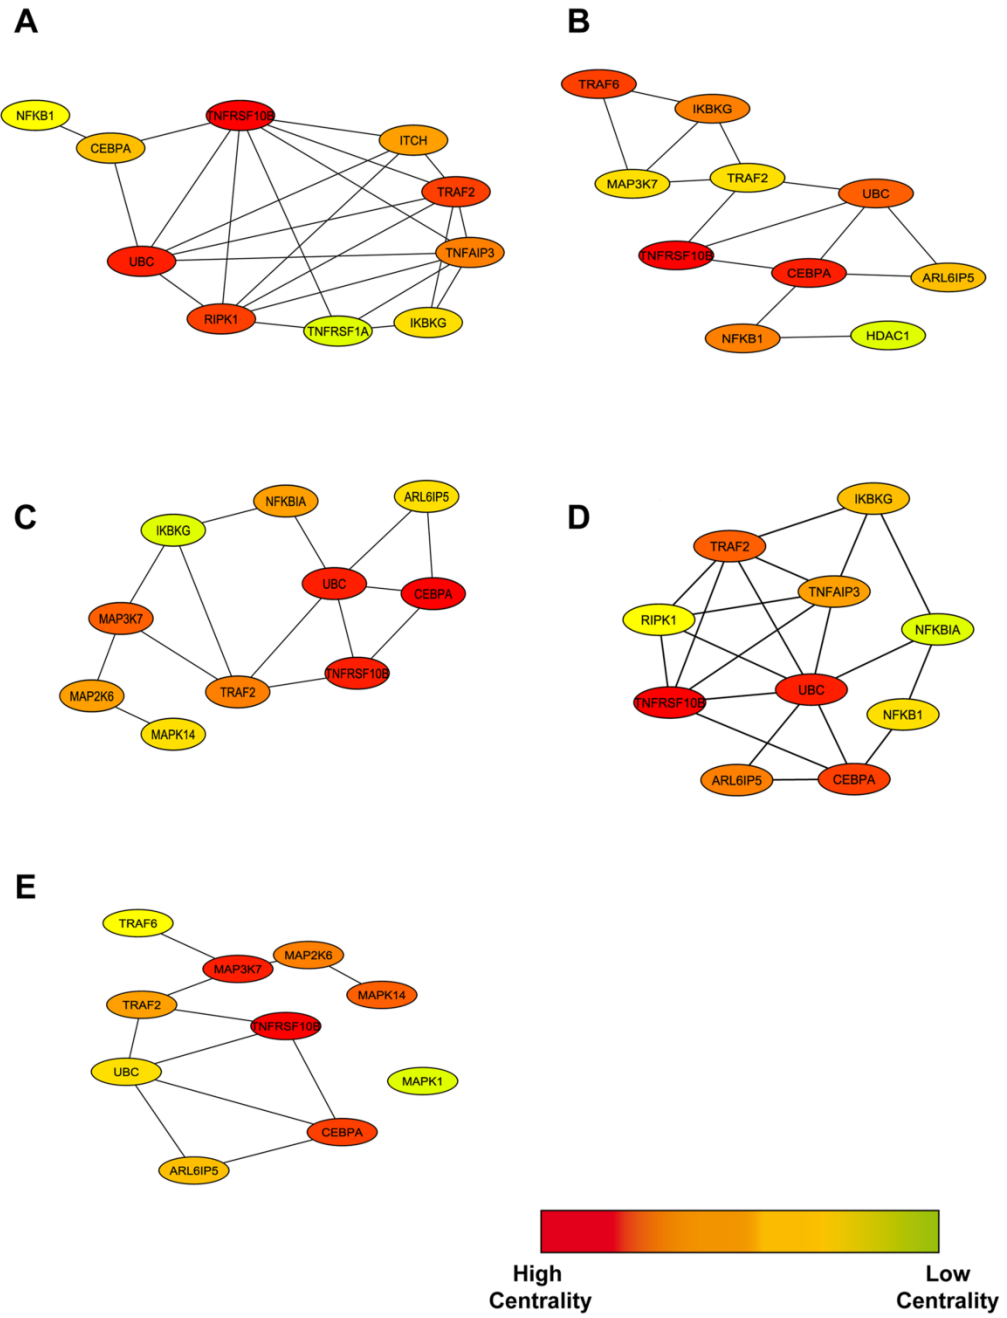 A
NFKB1
CEBPA
TNFRSF10B
ITCH
TRAF2
TNFAIP3
UBC
RIPK1
TNFRSF1A
IKBKG
B
TRAF6
IKBKG
MAP3K7
TRAF2
UBC
TNFRSF10B
CEBPA
ARL6IP5
NFKB1
HDAC1
C
NFKBIA
ARL6IP5
IKBKG
UBC
CEBPA
MAP3K7
TNFRSF10B
MAP2K6
TRAF2
MAPK14
D
IKBKG
TRAF2
TNFAIP3
RIPK1
NFKBIA
UBC
TNFRSF10B
NFKB1
ARL6IP5
CEBPA
E
TRAF6
MAP2K6
MAP3K7
MAPK14
TRAF2
TNFRSF10B
UBC
MAPK1
CEBPA
ARL6IP5
High
Centrality
Low
Centrality